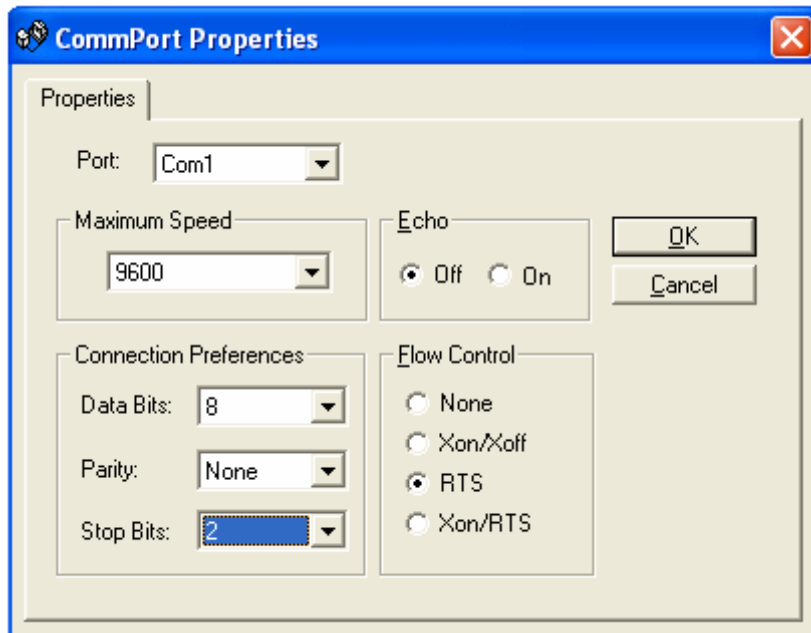 CommPort Properties
Properties
Port: Com1
Maximum Speed
9600
Echo
Off On
OK
Cancel
Connection Preferences
Data Bits: 8
Parity: None
Stop Bits: 2
Flow Control
None
Xon/Xoff
RTS
Xon/RTS